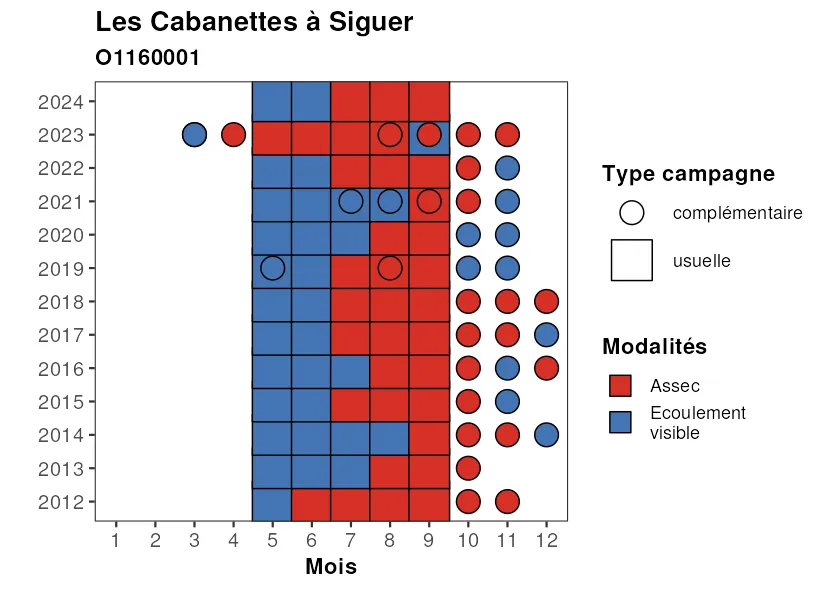 Les Cabanettes à Siguer
O1160001
2024
2023
2022
2021
2020
2019
2018
2017
2016
2015
2014
2013
2012
1 2 3 4 5 6 7 8 9 10 11 12
Mois
Type campagne
complémentaire
usuelle
Modalités
Assec
Ecoulement
visible